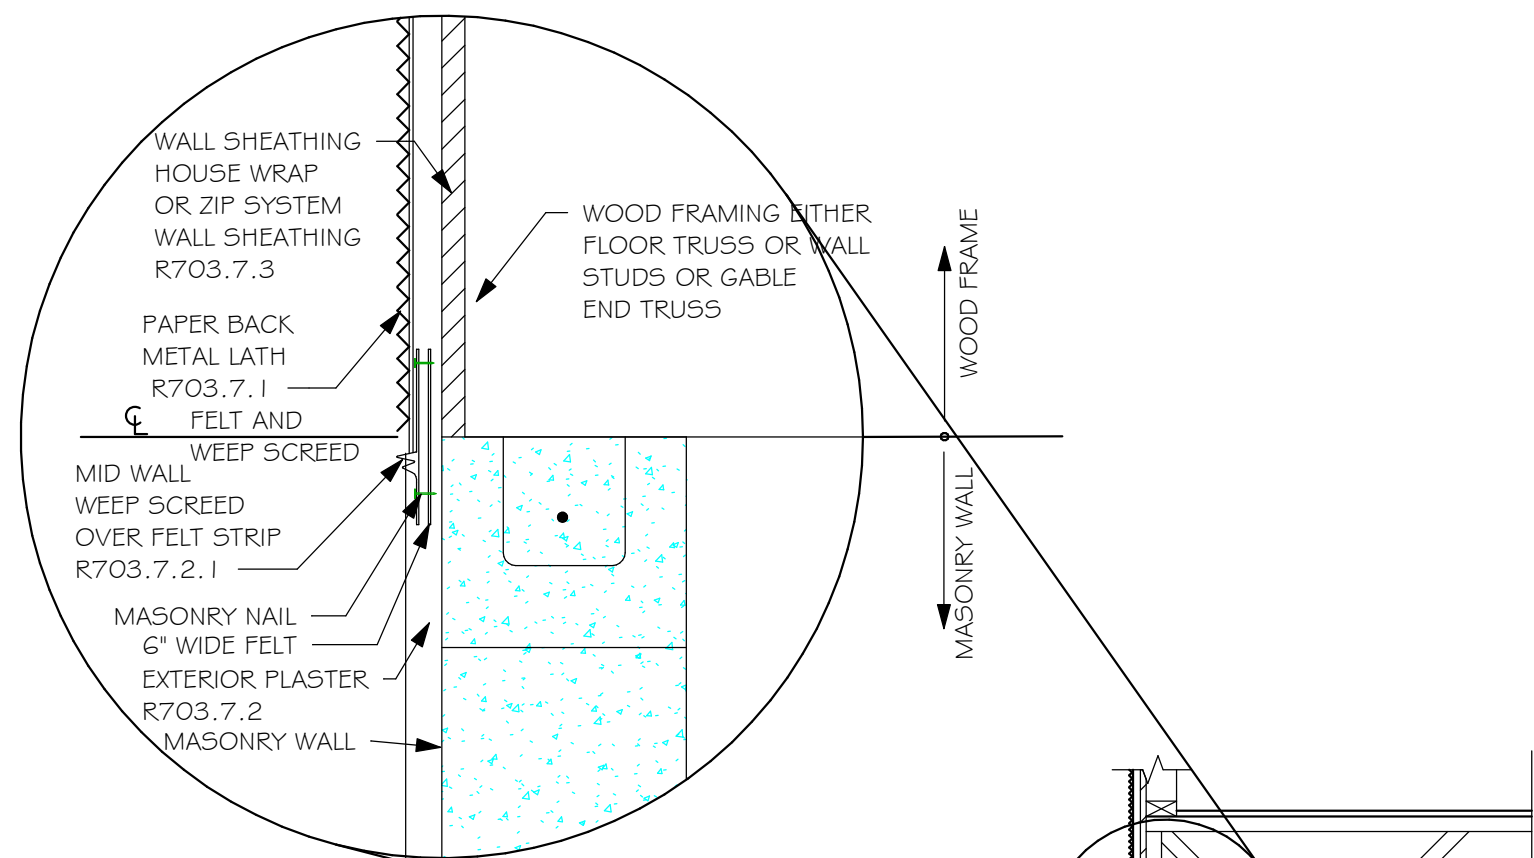 WALL SHEATHING
HOUSE WRAP
OR ZIP SYSTEM
WALL SHEATHING
R703.7.3
PAPER BACK
METAL LATH
R703.7.1
FELT AND
WEEP SCREED
MID WALL
WEEP SCREED
OVER FELT STRIP
R703.7.2.1
MASONRY NAIL
6" WIDE FELT
EXTERIOR PLASTER
R703.7.2
MASONRY WALL
WOOD FRAMING EITHER
FLOOR TRUSS OR WALL
STUDS OR GABLE
END TRUSS
WOOD FRAME
MASONRY WALL
℄